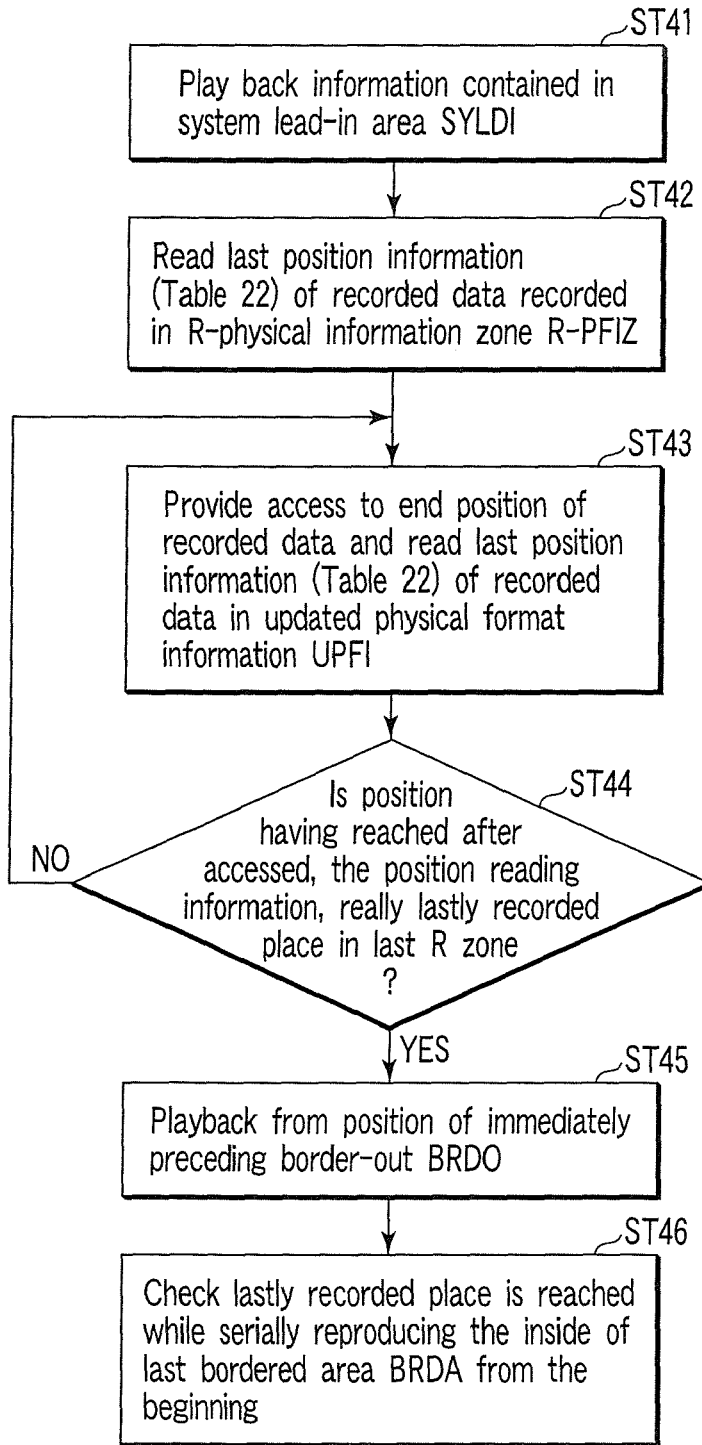 ST41
Play back information contained in
system lead-in area SYLDI
ST42
Read last position information
(Table 22) of recorded data recorded
in R-physical information zone R-PFIZ
ST43
Provide access to end position of
recorded data and read last position
information (Table 22) of recorded
data in updated physical format
information UPFI
ST44
Is position
having reached after
accessed, the position reading
information, really lastly recorded
place in last R zone
?
NO
YES
ST45
Playback from position of immediately
preceding border-out BRDO
ST46
Check lastly recorded place is reached
while serially reproducing the inside of
last bordered area BRDA from the
beginning